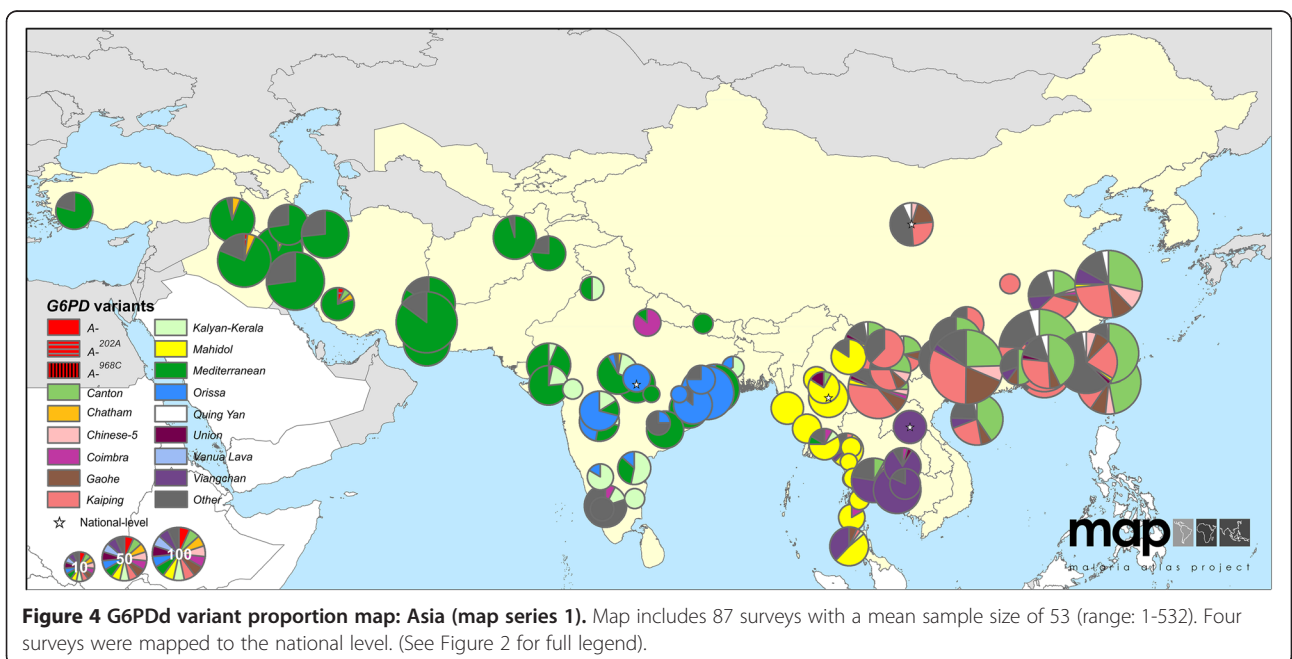 G6PD variants
A-
A-202A
A-968C
Canton
Chatham
Chinese-5
Coimbra
Gaohe
Kaiping
Kalyan-Kerala
Mahidol
Mediterranean
Orissa
Quing Yan
Union
Vanua Lava
Viangchan
Other
☆ National-level
10
50
100
map
malaria atlas project
Figure 4 G6PDd variant proportion map: Asia (map series 1). Map includes 87 surveys with a mean sample size of 53 (range: 1-532). Four
surveys were mapped to the national level. (See Figure 2 for full legend).